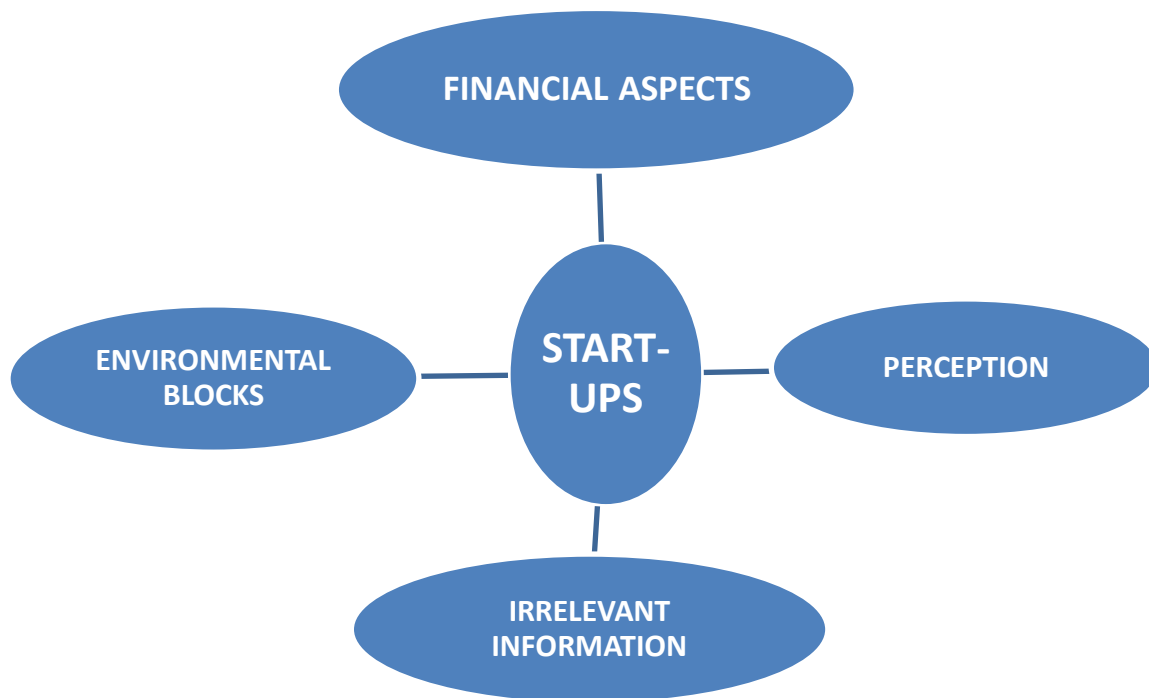 FINANCIAL ASPECTS
ENVIRONMENTAL
BLOCKS
START-
UPS
PERCEPTION
IRRELEVANT
INFORMATION